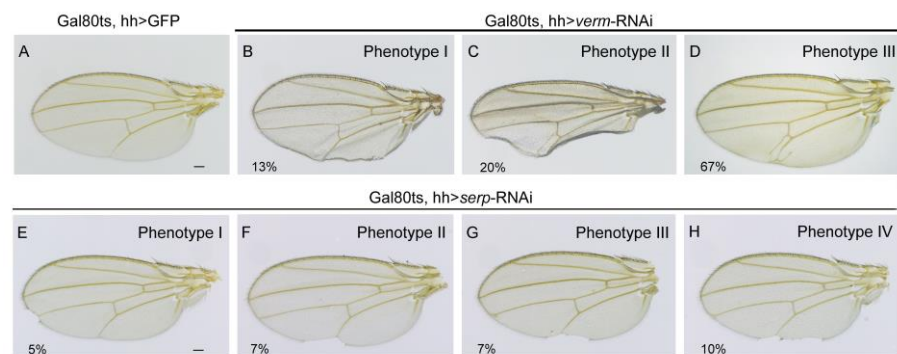 Gal80ts, hh>GFP
Gal80ts, hh>verm-RNAi
A
B Phenotype I
C Phenotype II
D Phenotype III
13%
20%
67%
Gal80ts, hh>serp-RNAi
E Phenotype I
F Phenotype II
G Phenotype III
H Phenotype IV
5%
7%
7%
10%